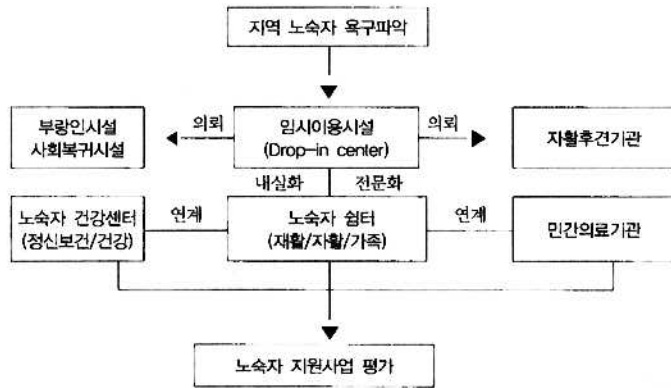 지역 노숙자 욕구파악
부랑인시설
사회복귀시설
의뢰
임시이용시설
(Drop-in center)
의뢰
자활후견기관
내실화 전문화
노숙자 건강센터
(정신보건/건강)
연계
노숙자 쉼터
(재활/자활/가족)
연계
민간의료기관
노숙자 지원사업 평가